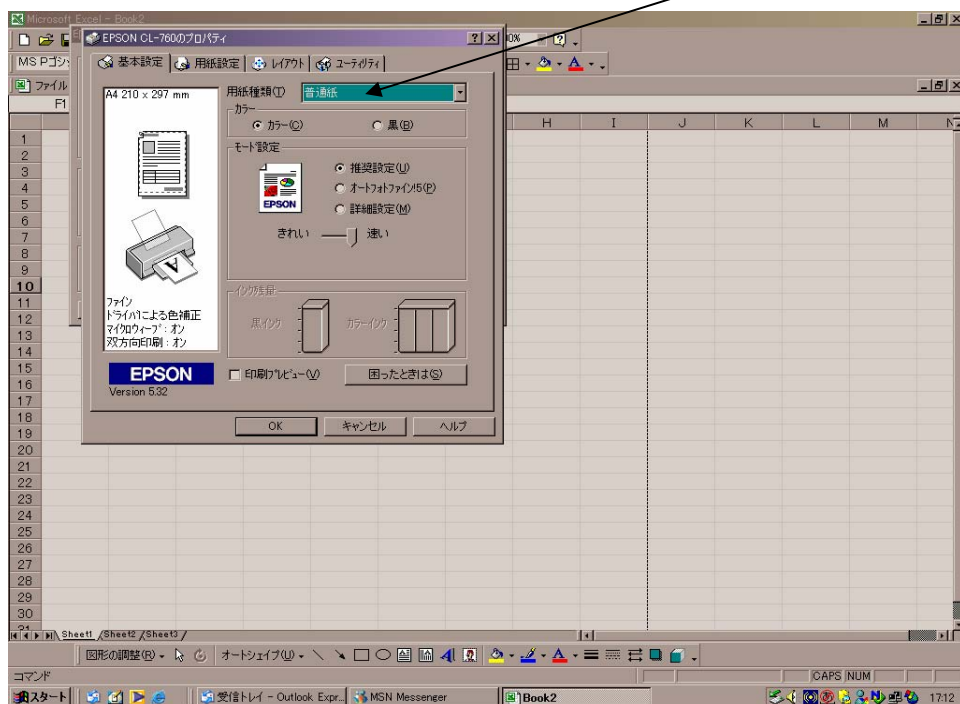 Microsoft Excel - Book2
EPSON CL-760のプロパティ
MS Pゴシ
基本設定
用紙設定
レイアウト
ユーティリティ
ファイル
F1
A4 210 x 297 mm
用紙種類(T)
普通紙
カラー
カラー(C)
黒(B)
モード設定
推奨設定(U)
オートフォトファイン!5(P)
詳細設定(M)
EPSON
きれい
速い
ファイン
ドライバによる色補正
マイクロウィーブ：オン
双方向印刷：オン
インク残量
黒インク
カラーインク
EPSON
Version 5.32
印刷プレビュー(V)
困ったときは(S)
OK
キャンセル
ヘルプ
H I J K L M N
1
2
3
4
5
6
7
8
9
10
11
12
13
14
15
16
17
18
19
20
21
22
23
24
25
26
27
28
29
30
31
Sheet1 Sheet2 Sheet3
図形の調整(R)
オートシェイプ(U)
コマンド
CAPS NUM
スタート
受信トレイ - Outlook Expr...
MSN Messenger
Book2
17:12